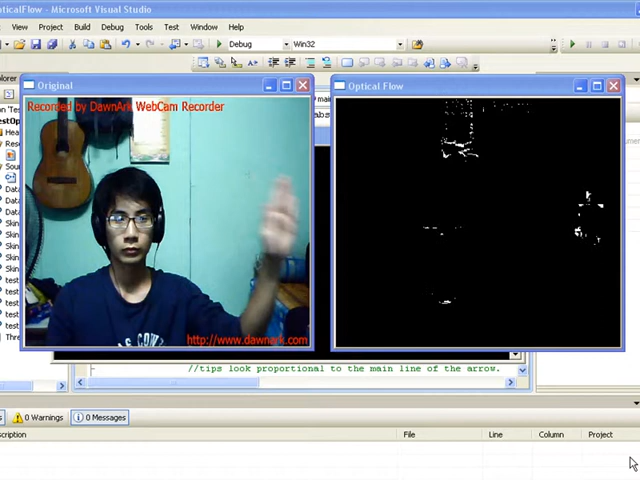 OpticalFlow - Microsoft Visual Studio
View Project Build Debug Tools Test Window Help
Debug Win32
Original
Optical Flow
Recorded by DawnArk WebCam Recorder
http://www.dawnark.com
//tips look proportional to the main line of the arrow.
0 Warnings 0 Messages
File Line Column Project